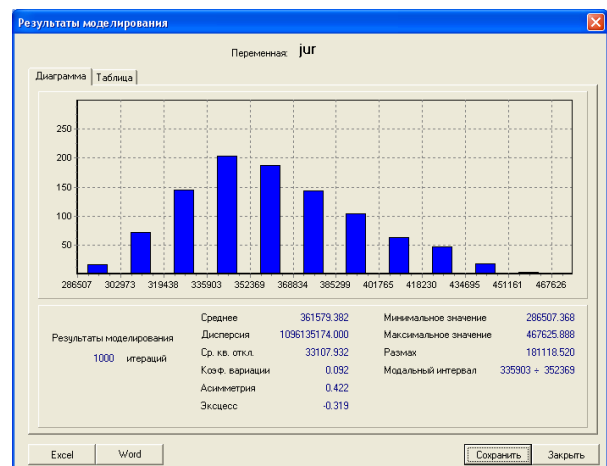 Результаты моделирования
Переменная: jur
Диаграмма Таблица
250
200
150
100
50
286507 302973 319438 335903 352369 368834 385299 401765 418230 434695 451161 467626
Результаты моделирования
1000 итераций
Среднее 361579.382
Дисперсия 1096135174.000
Ср. кв. откл. 33107.932
Коэф. вариации 0.092
Асимметрия 0.422
Эксцесс -0.319
Минимальное значение 286507.368
Максимальное значение 467625.888
Размах 181118.520
Модальный интервал 335903 ÷ 352369
Excel Word Сохранить Закрыть